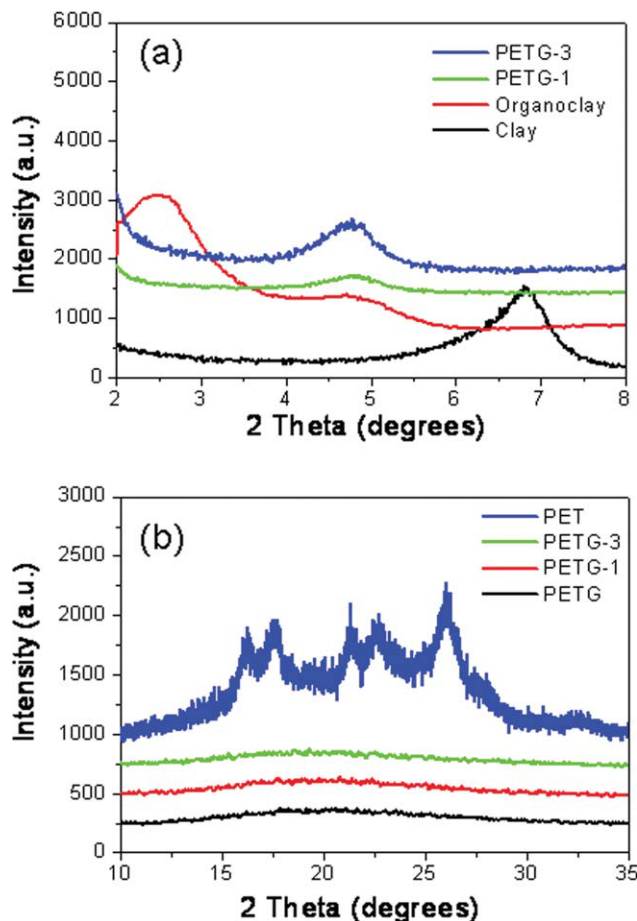 6000
(a)
PETG-3
5000
PETG-1
Organoclay
4000
Clay
3000
2000
1000
0
Intensity (a.u.)
2 3 4 5 6 7 8
2 Theta (degrees)
3000
(b)
PET
2500
PETG-3
PETG-1
2000
PETG
1500
1000
500
0
Intensity (a.u.)
10 15 20 25 30 35
2 Theta (degrees)